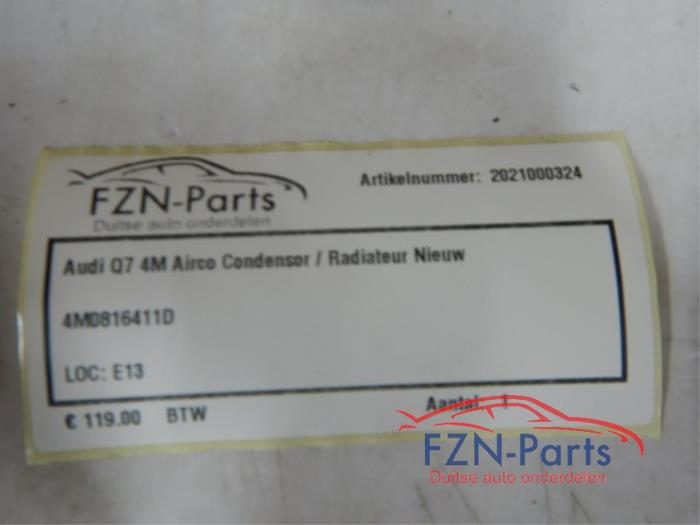 FZN-Parts
Duitse auto onderdelen
Artikelnummer: 2021000324
Audi Q7 4M Airco Condensor / Radiateur Nieuw
4M0816411D
LOC: E13
€ 119.00 BTW
Aantal: 1
FZN-Parts
Duitse auto onderdelen